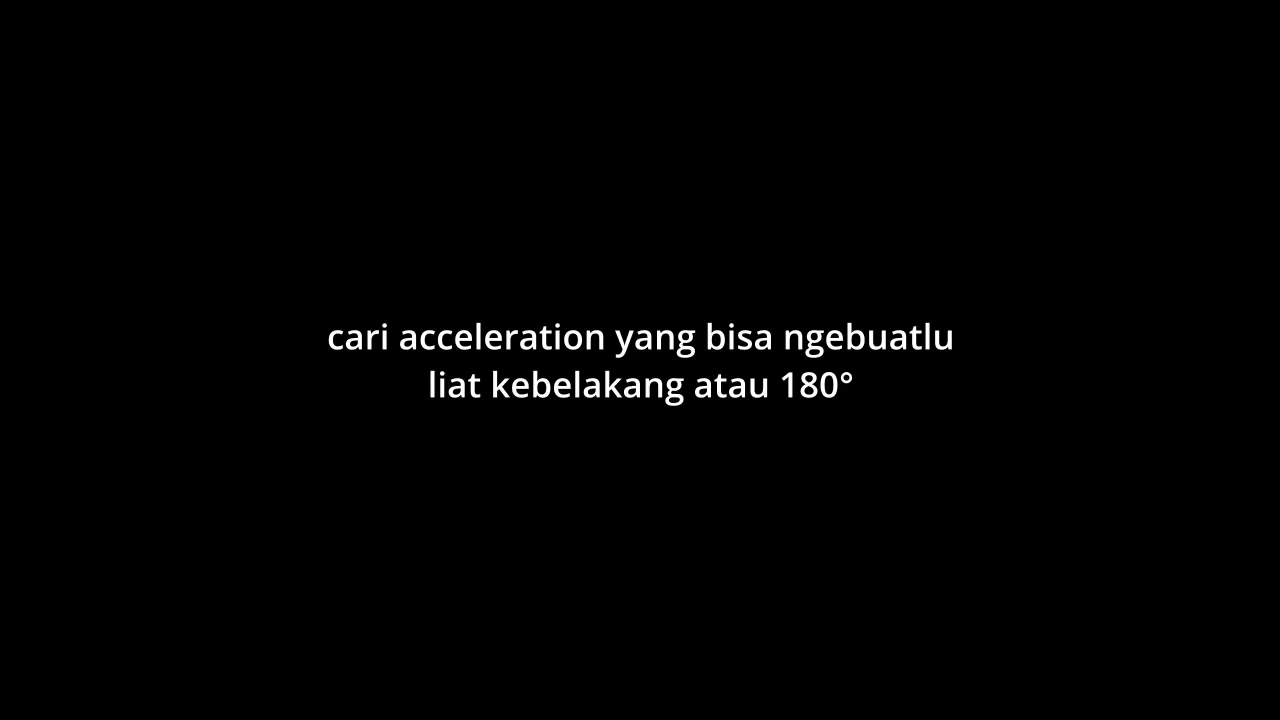 cari acceleration yang bisa ngebuatlu
liat kebelakang atau 180°